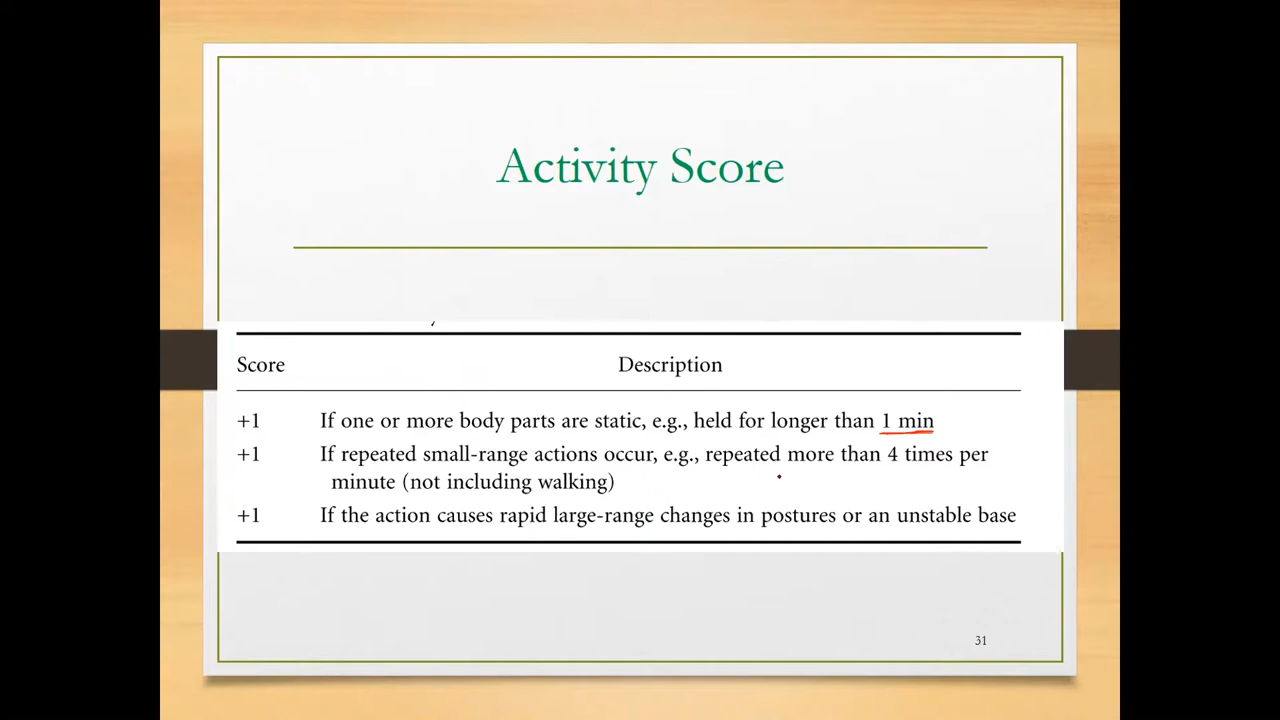 Activity Score
Score Description
+1 If one or more body parts are static, e.g., held for longer than 1 min
+1 If repeated small-range actions occur, e.g., repeated more than 4 times per
minute (not including walking)
+1 If the action causes rapid large-range changes in postures or an unstable base
31